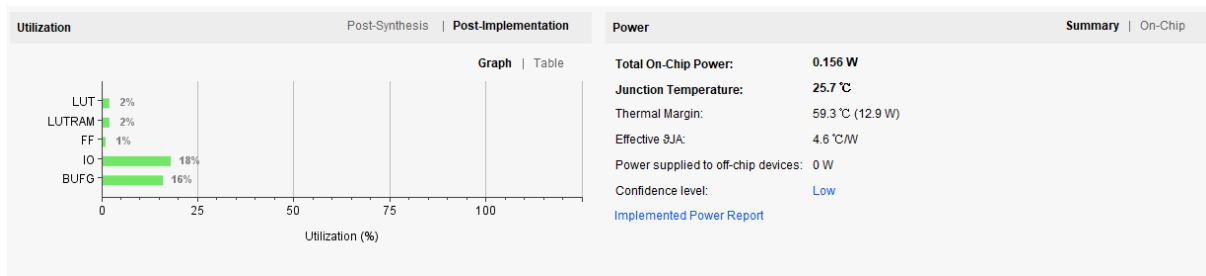 Utilization
Post-Synthesis | Post-Implementation
Graph | Table
LUT 2%
LUTRAM 2%
FF 1%
IO 18%
BUFG 16%
0 25 50 75 100
Utilization (%)
Power
Summary | On-Chip
Total On-Chip Power: 0.156 W
Junction Temperature: 25.7 ℃
Thermal Margin: 59.3 ℃ (12.9 W)
Effective ϑJA: 4.6 ℃/W
Power supplied to off-chip devices: 0 W
Confidence level: Low
Implemented Power Report